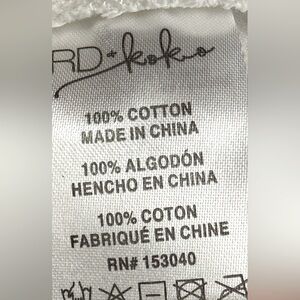 RD+koko
100% COTTON
MADE IN CHINA
100% ALGODÓN
HENCHO EN CHINA
100% COTON
FABRIQUÉ EN CHINE
RN# 153040